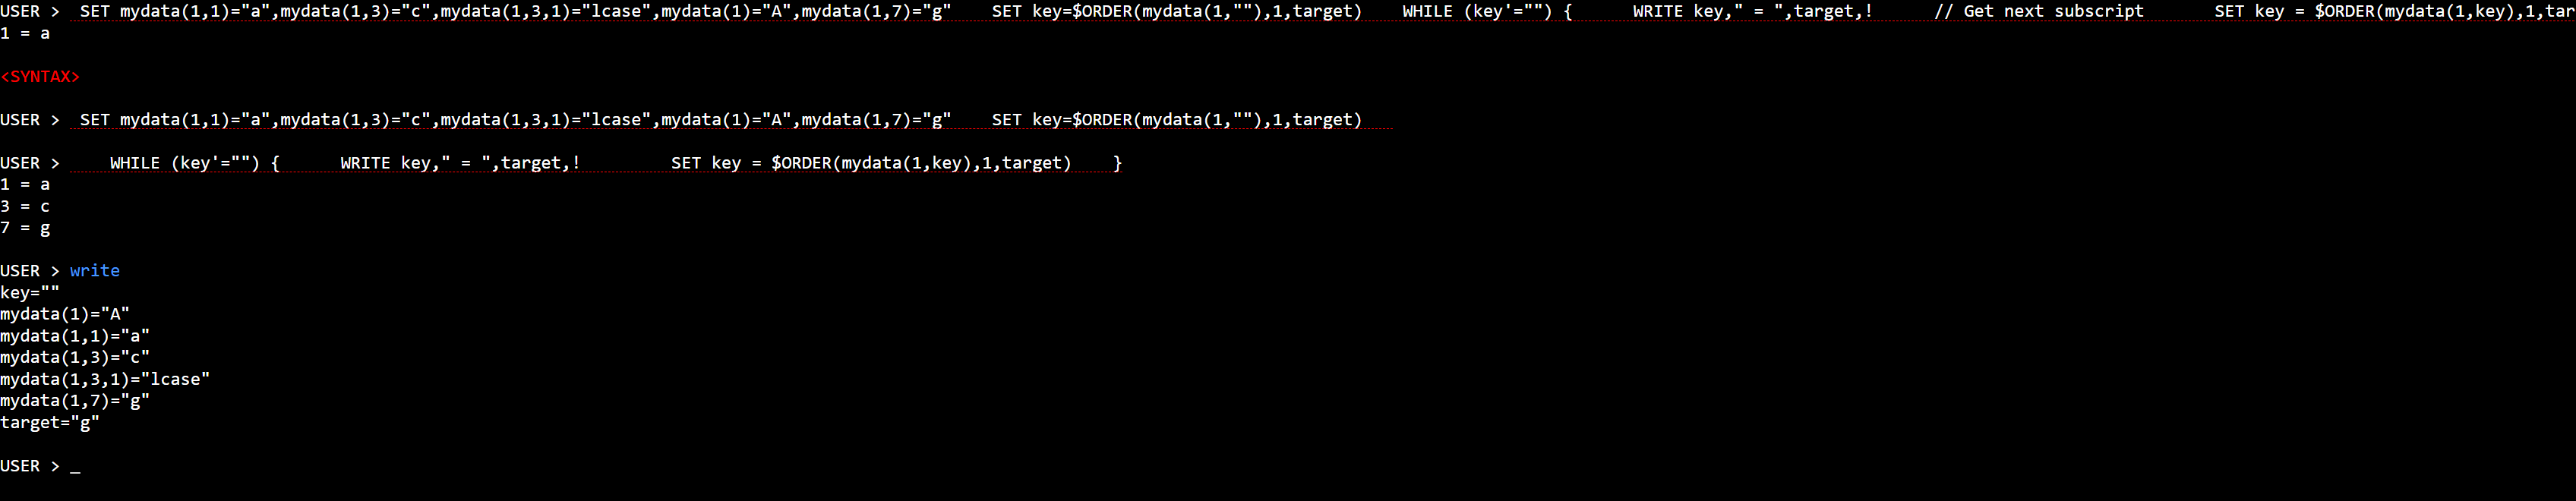 USER >  SET mydata(1,1)="a",mydata(1,3)="c",mydata(1,3,1)="lcase",mydata(1)="A",mydata(1,7)="g"    SET key=$ORDER(mydata(1,""),1,target)    WHILE (key'="") {      WRITE key," = ",target,!      // Get next subscript       SET key = $ORDER(mydata(1,key),1,tar
1 = a
<SYNTAX>
USER >  SET mydata(1,1)="a",mydata(1,3)="c",mydata(1,3,1)="lcase",mydata(1)="A",mydata(1,7)="g"    SET key=$ORDER(mydata(1,""),1,target)
USER >     WHILE (key'="") {      WRITE key," = ",target,!         SET key = $ORDER(mydata(1,key),1,target)    }
1 = a
3 = c
7 = g
USER > write
key=""
mydata(1)="A"
mydata(1,1)="a"
mydata(1,3)="c"
mydata(1,3,1)="lcase"
mydata(1,7)="g"
target="g"
USER > _